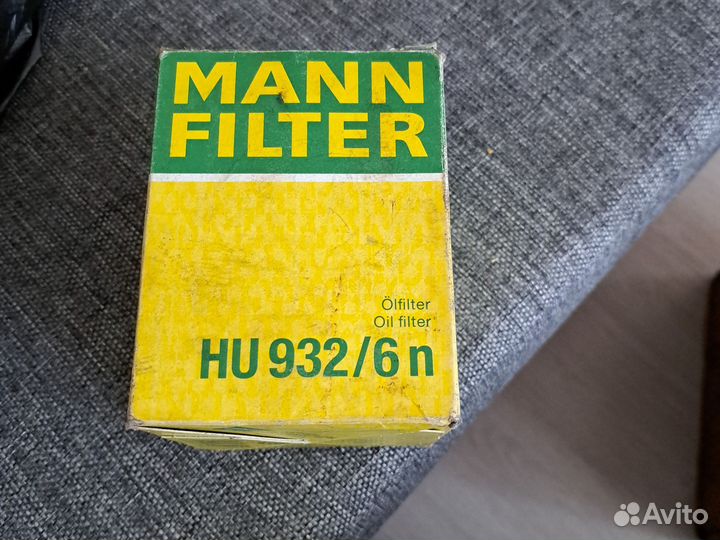 MANN
FILTER
Ölfilter
Oil filter
HU 932/6 n
Avito